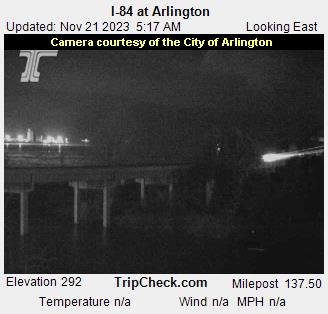 I-84 at Arlington
Updated: Nov 21 2023 5:17 AM Looking East
Camera courtesy of the City of Arlington
Elevation 292 TripCheck.com Milepost 137.50
Temperature n/a Wind n/a MPH n/a